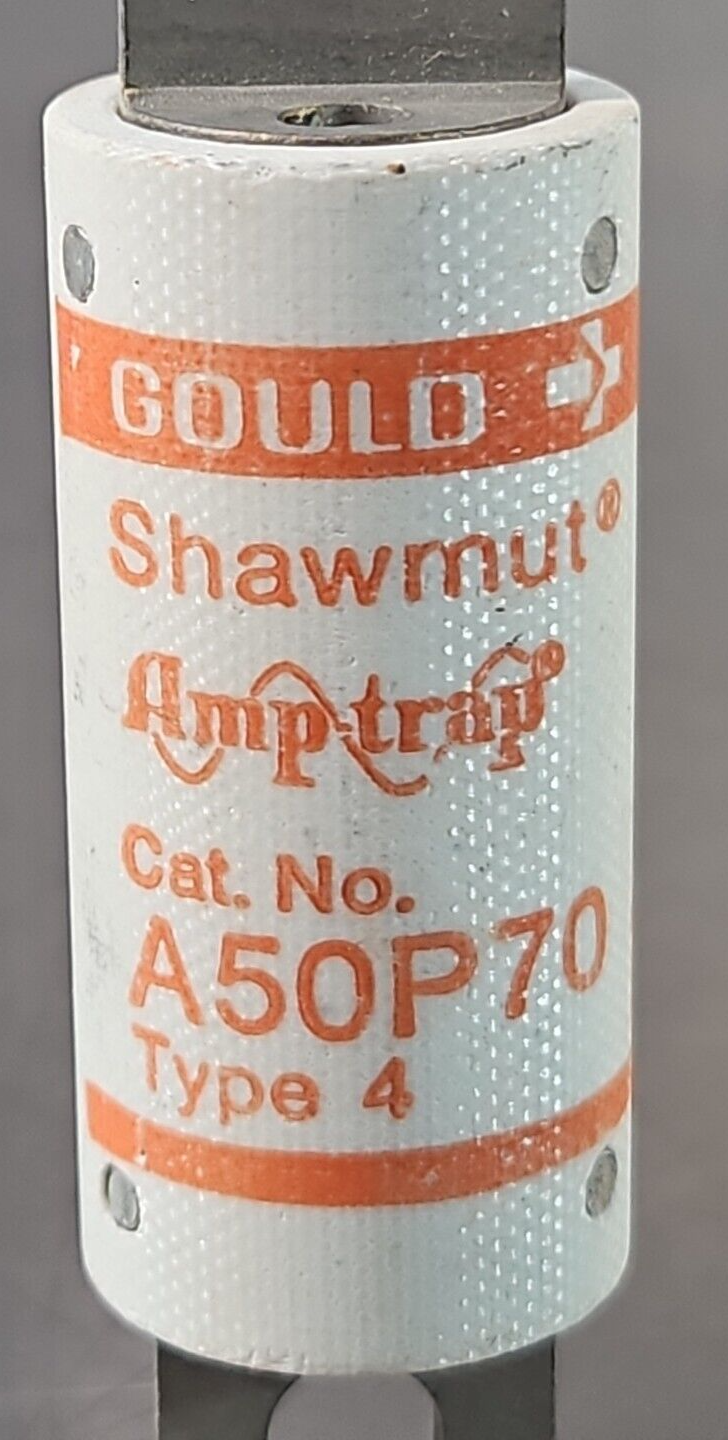 GOULD
Shawmut®
Amp-trap®
Cat. No.
A50P70
Type 4